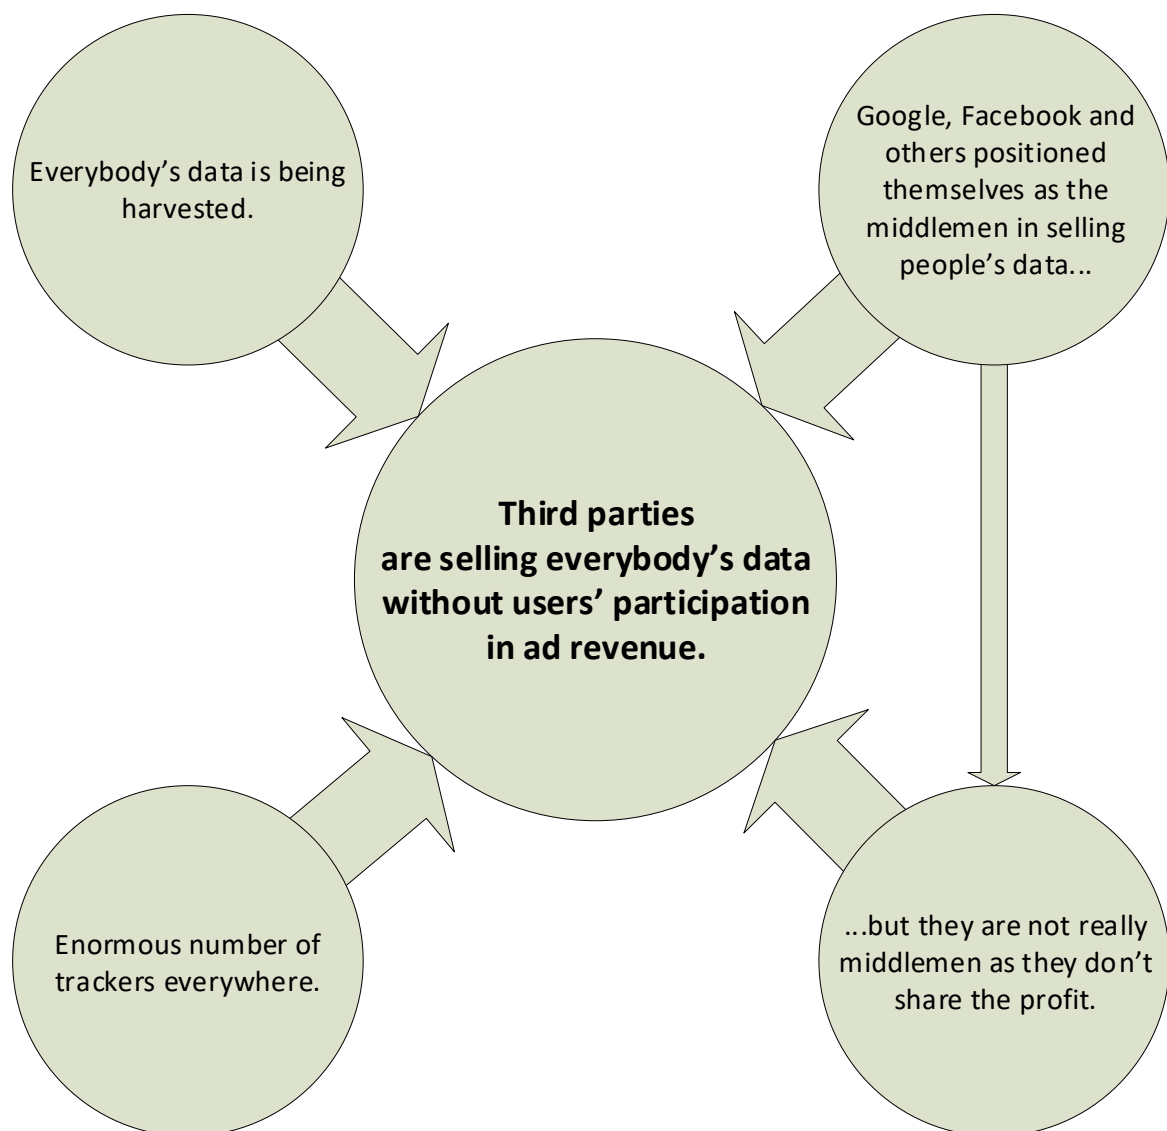 Everybody’s data is being
harvested.
Google, Facebook and
others positioned
themselves as the
middlemen in selling
people’s data...
Third parties
are selling everybody’s data
without users’ participation
in ad revenue.
Enormous number of
trackers everywhere.
...but they are not really
middlemen as they don’t
share the profit.